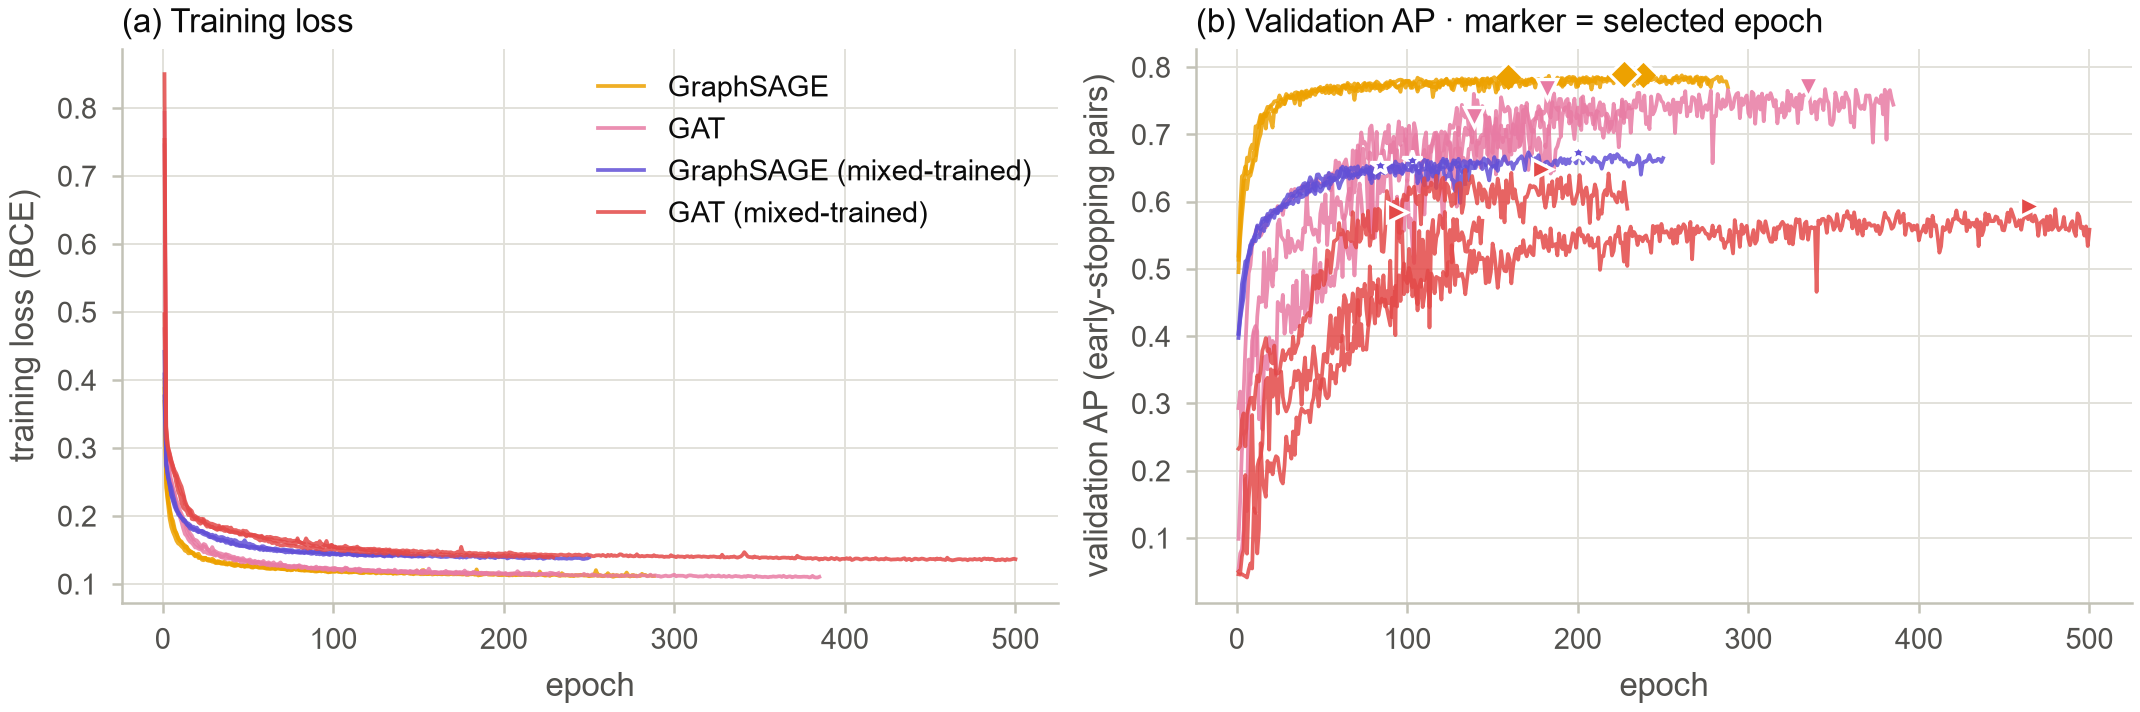 (a) Training loss
training loss (BCE)
0.8
0.7
0.6
0.5
0.4
0.3
0.2
0.1
0
100
200
300
400
500
epoch
GraphSAGE
GAT
GraphSAGE (mixed-trained)
GAT (mixed-trained)
(b) Validation AP · marker = selected epoch
validation AP (early-stopping pairs)
0.8
0.7
0.6
0.5
0.4
0.3
0.2
0.1
0
100
200
300
400
500
epoch